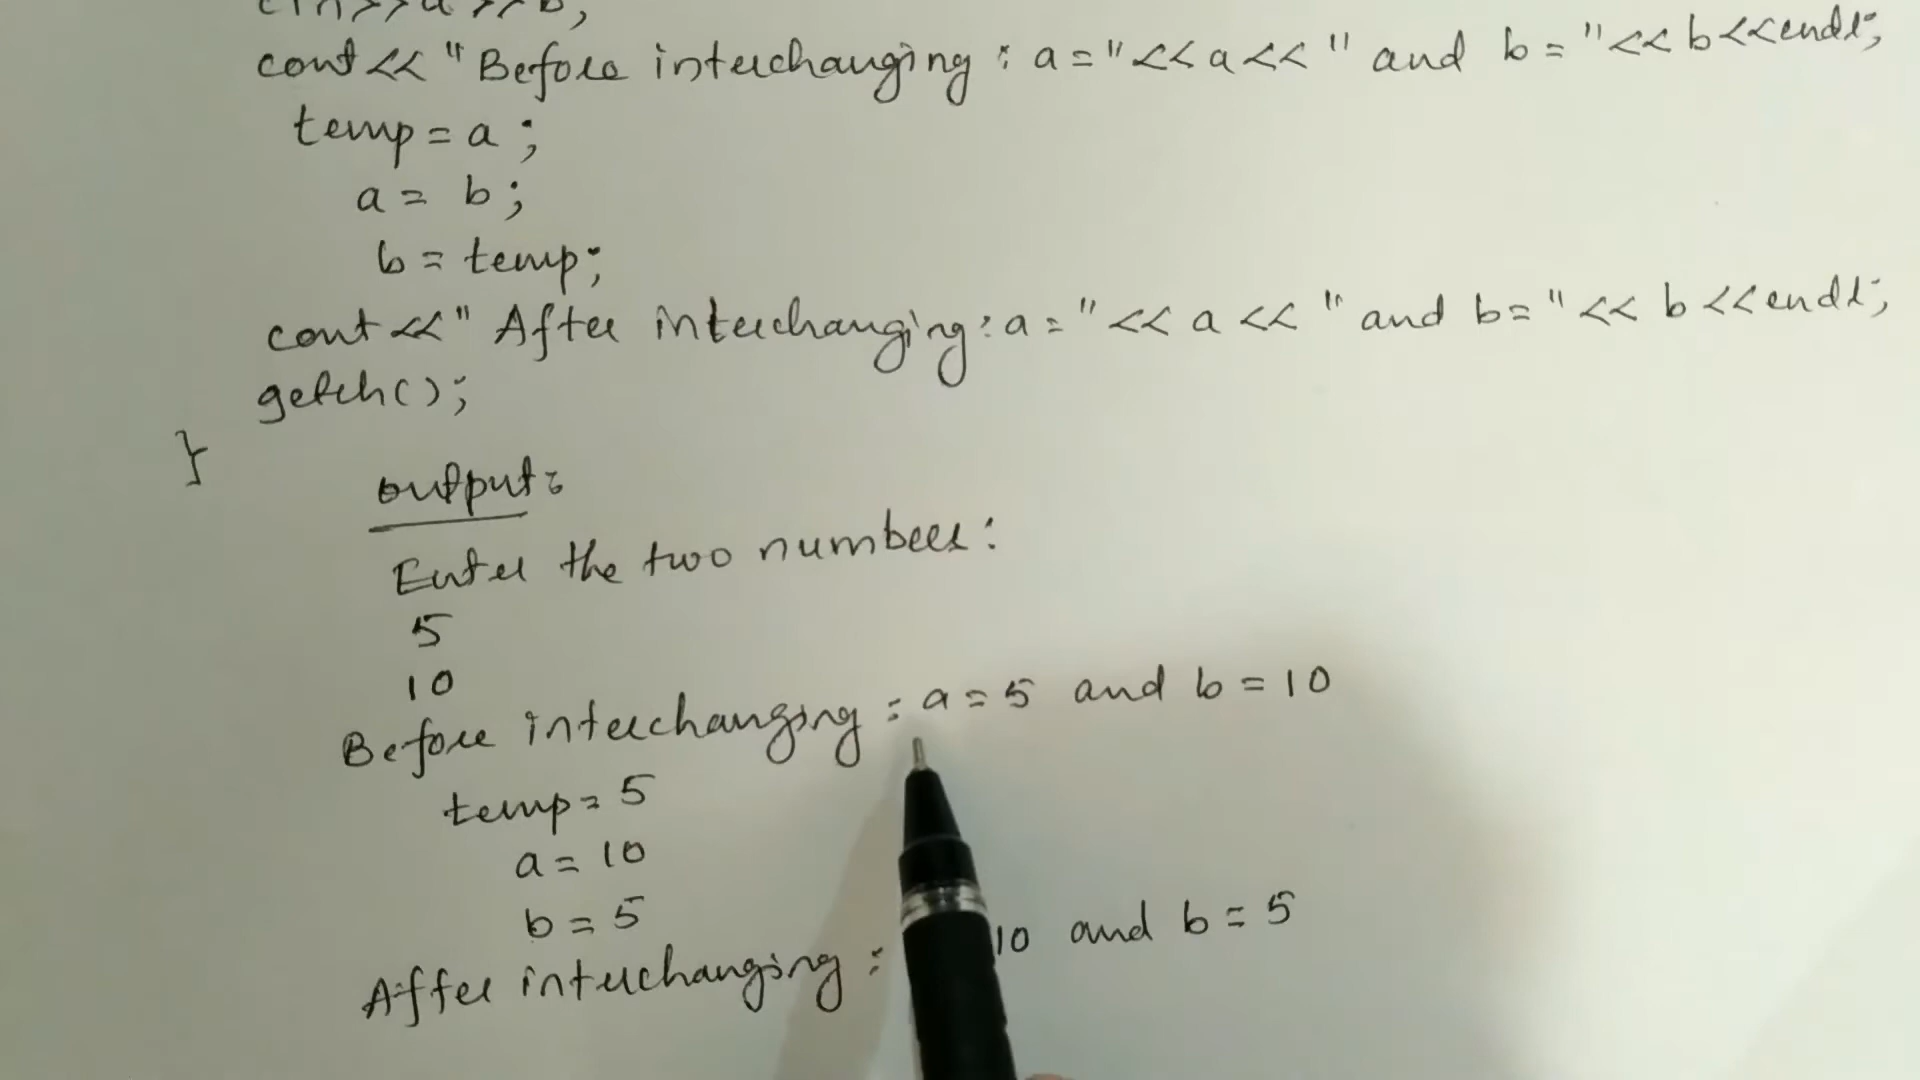 cin>>a>>b;
cout<<"Before interchanging: a="<<a<<" and b="<<b<<endl;
temp=a;
a= b;
b= temp;
cout<<"After interchanging: a="<<a<<" and b="<<b<<endl;
getch();
}
output:
Enter the two numbers:
5
10
Before interchanging: a=5 and b=10
temp=5
a=10
b=5
After interchanging: 10 and b=5